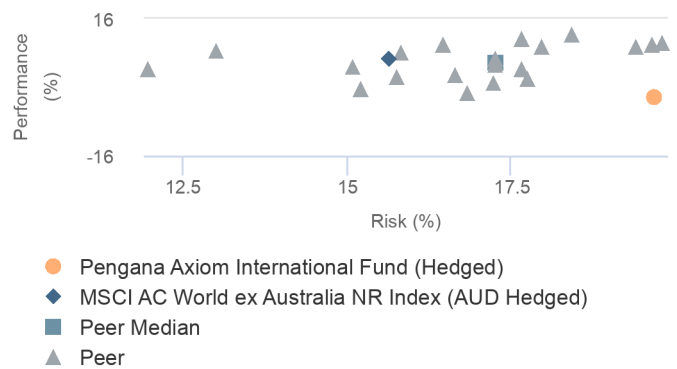 16
Performance
(%)
-16
12.5
15
17.5
Risk (%)
Pengana Axiom International Fund (Hedged)
MSCI AC World ex Australia NR Index (AUD Hedged)
Peer Median
Peer